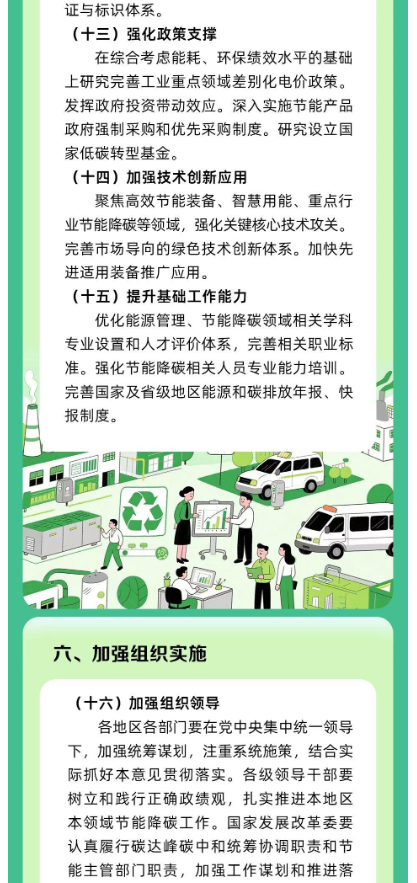 证与标识体系。
（十三）强化政策支撑
在综合考虑能耗、环保绩效水平的基础
上研究完善工业重点领域差别化电价政策。
发挥政府投资带动效应。深入实施节能产品
政府强制采购和优先采购制度。研究设立国
家低碳转型基金。
（十四）加强技术创新应用
聚焦高效节能装备、智慧用能、重点行
业节能降碳等领域，强化关键核心技术攻关。
完善市场导向的绿色技术创新体系。加快先
进适用装备推广应用。
（十五）提升基础工作能力
优化能源管理、节能降碳领域相关学科
专业设置和人才评价体系，完善相关职业标
准。强化节能降碳相关人员专业能力培训。
完善国家及省级地区能源和碳排放年报、快
报制度。
六、加强组织实施
（十六）加强组织领导
各地区各部门要在党中央集中统一领导
下，加强统筹谋划，注重系统施策，结合实
际抓好本意见贯彻落实。各级领导干部要
树立和践行正确政绩观，扎实推进本地区
本领域节能降碳工作。国家发展改革委要
认真履行碳达峰碳中和统筹协调职责和节
能主管部门职责，加强工作谋划和推进落